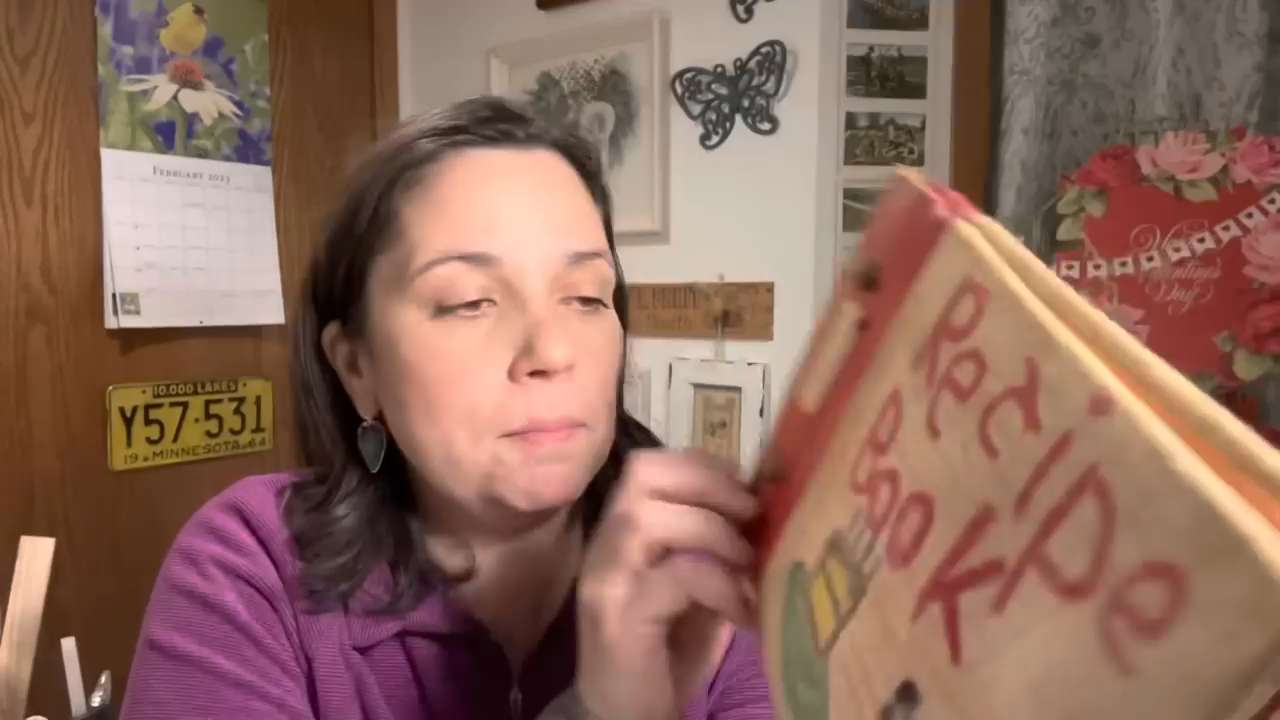 FEBRUARY 2023
10,000 LAKES
Y57-531
19 MINNESOTA 64
Valentine's
Day
Recipe
Book